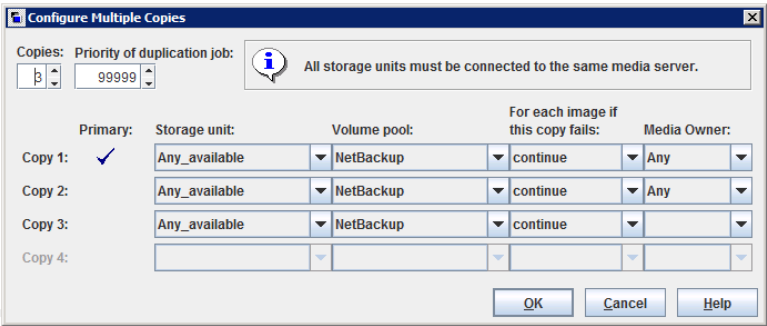 Configure Multiple Copies
Copies: Priority of duplication job:
3 99999
All storage units must be connected to the same media server.
For each image if
Primary: Storage unit: Volume pool: this copy fails: Media Owner:
Copy 1: Any_available NetBackup continue Any
Copy 2: Any_available NetBackup continue Any
Copy 3: Any_available NetBackup continue
Copy 4:
OK Cancel Help